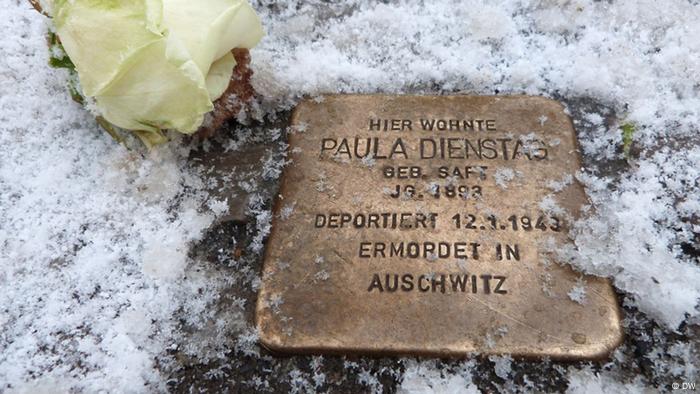 HIER WOHNTE
PAULA DIENSTAG
GEB. SAFT
JG. 1893
DEPORTIERT 12.1.1943
ERMORDET IN
AUSCHWITZ
© DW